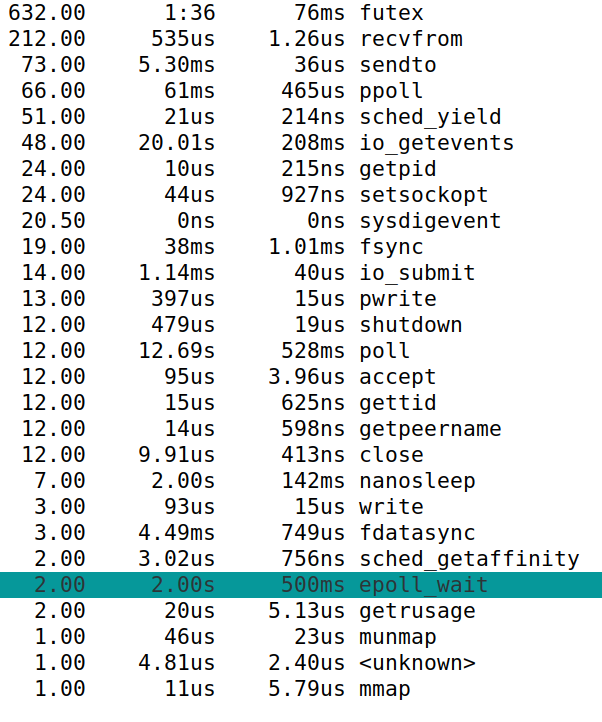 632.00 1:36 76ms futex
212.00 535us 1.26us recvfrom
73.00 5.30ms 36us sendto
66.00 61ms 465us ppoll
51.00 21us 214ns sched_yield
48.00 20.01s 208ms io_getevents
24.00 10us 215ns getpid
24.00 44us 927ns setsockopt
20.50 0ns 0ns sysdigevent
19.00 38ms 1.01ms fsync
14.00 1.14ms 40us io_submit
13.00 397us 15us pwrite
12.00 479us 19us shutdown
12.00 12.69s 528ms poll
12.00 95us 3.96us accept
12.00 15us 625ns gettid
12.00 14us 598ns getpeername
12.00 9.91us 413ns close
7.00 2.00s 142ms nanosleep
3.00 93us 15us write
3.00 4.49ms 749us fdatasync
2.00 3.02us 756ns sched_getaffinity
2.00 2.00s 500ms epoll_wait
2.00 20us 5.13us getrusage
1.00 46us 23us munmap
1.00 4.81us 2.40us <unknown>
1.00 11us 5.79us mmap